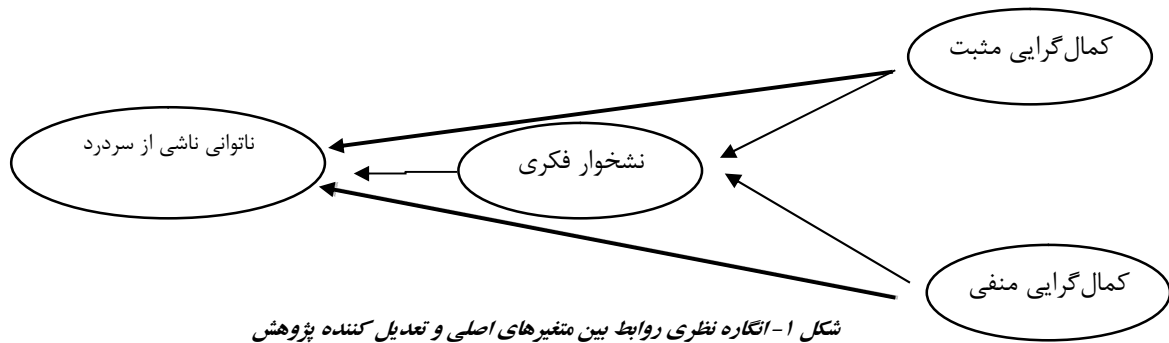 کمال‌گرایی مثبت
ناتوانی ناشی از سردرد
نشخوار فکری
کمال‌گرایی منفی
شکل ۱- انگاره نظری روابط بین متغیرهای اصلی و تعدیل کننده پژوهش